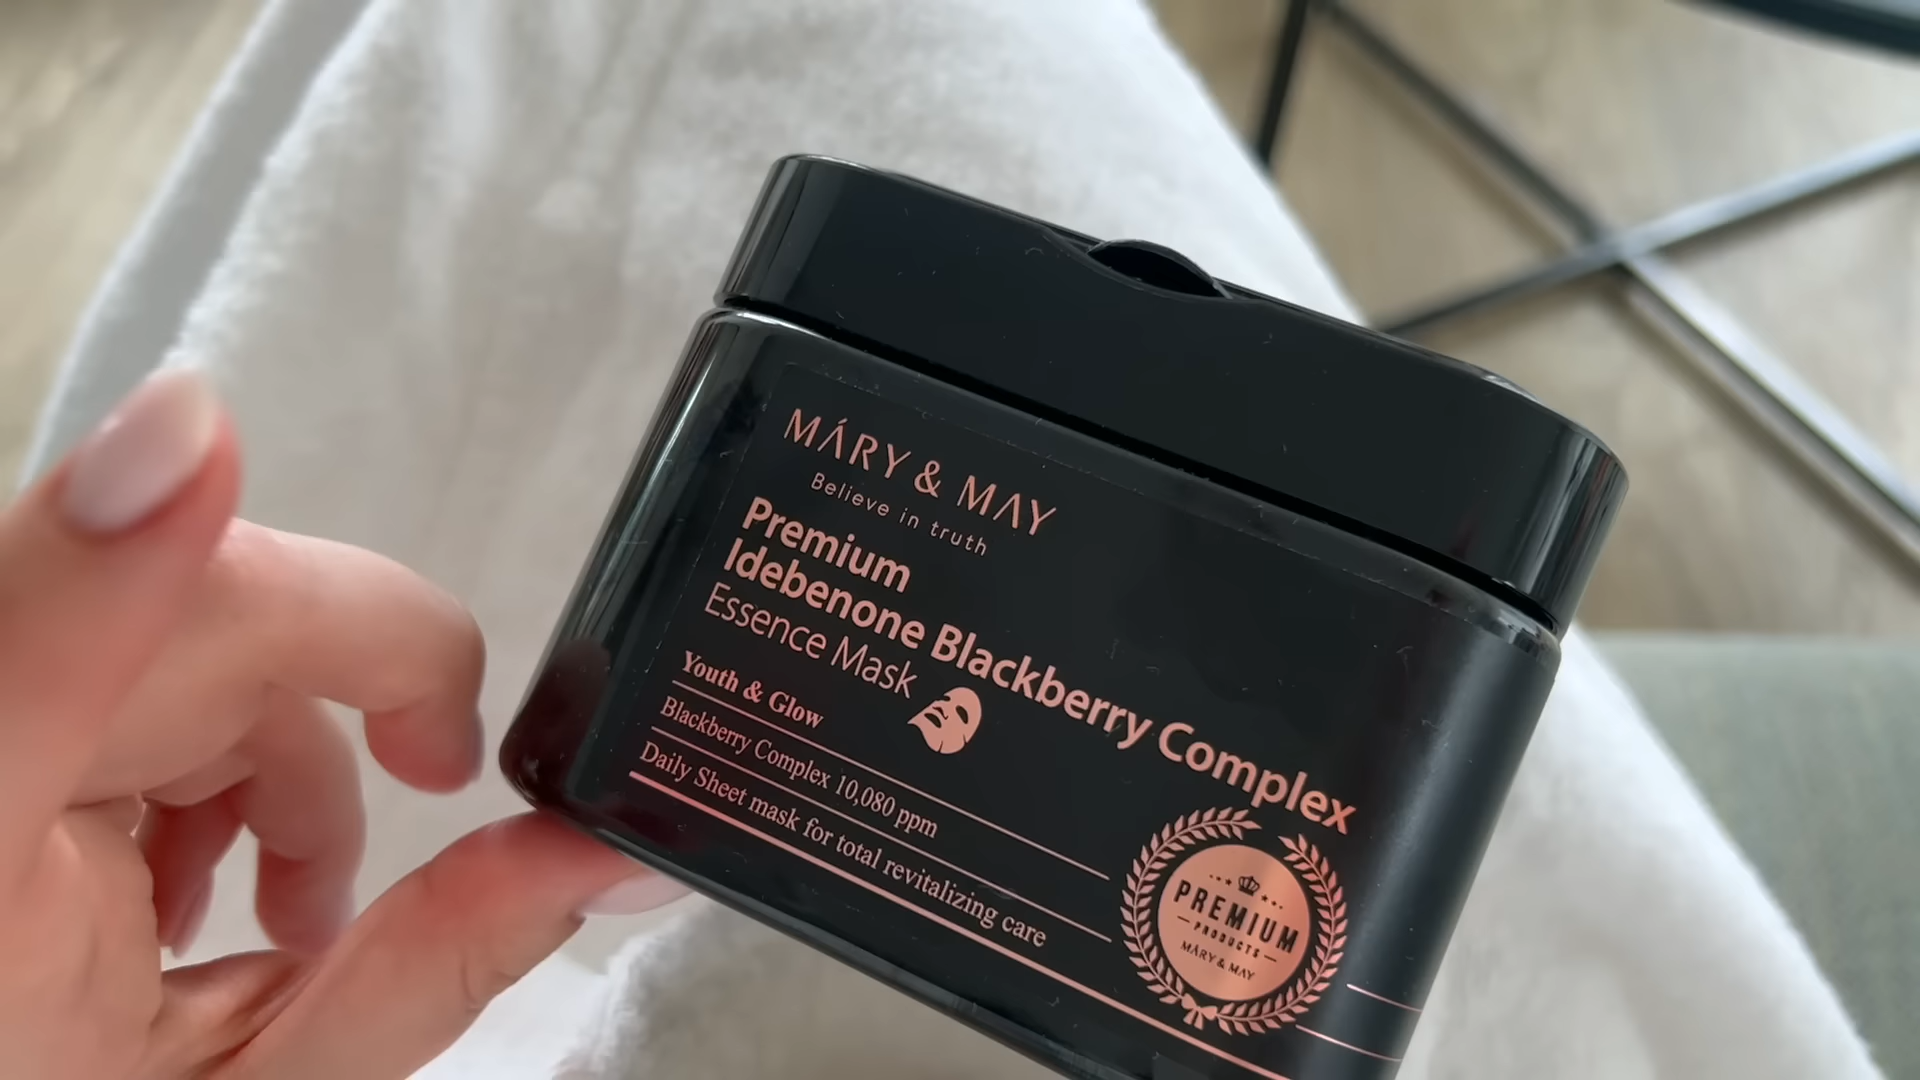 MÁRY & MAY
Believe in truth
Premium
Idebenone Blackberry Complex
Essence Mask
Youth & Glow
Blackberry Complex 10,080 ppm
Daily Sheet mask for total revitalizing care
PREMIUM
PRODUCTS
MÁRY & MAY